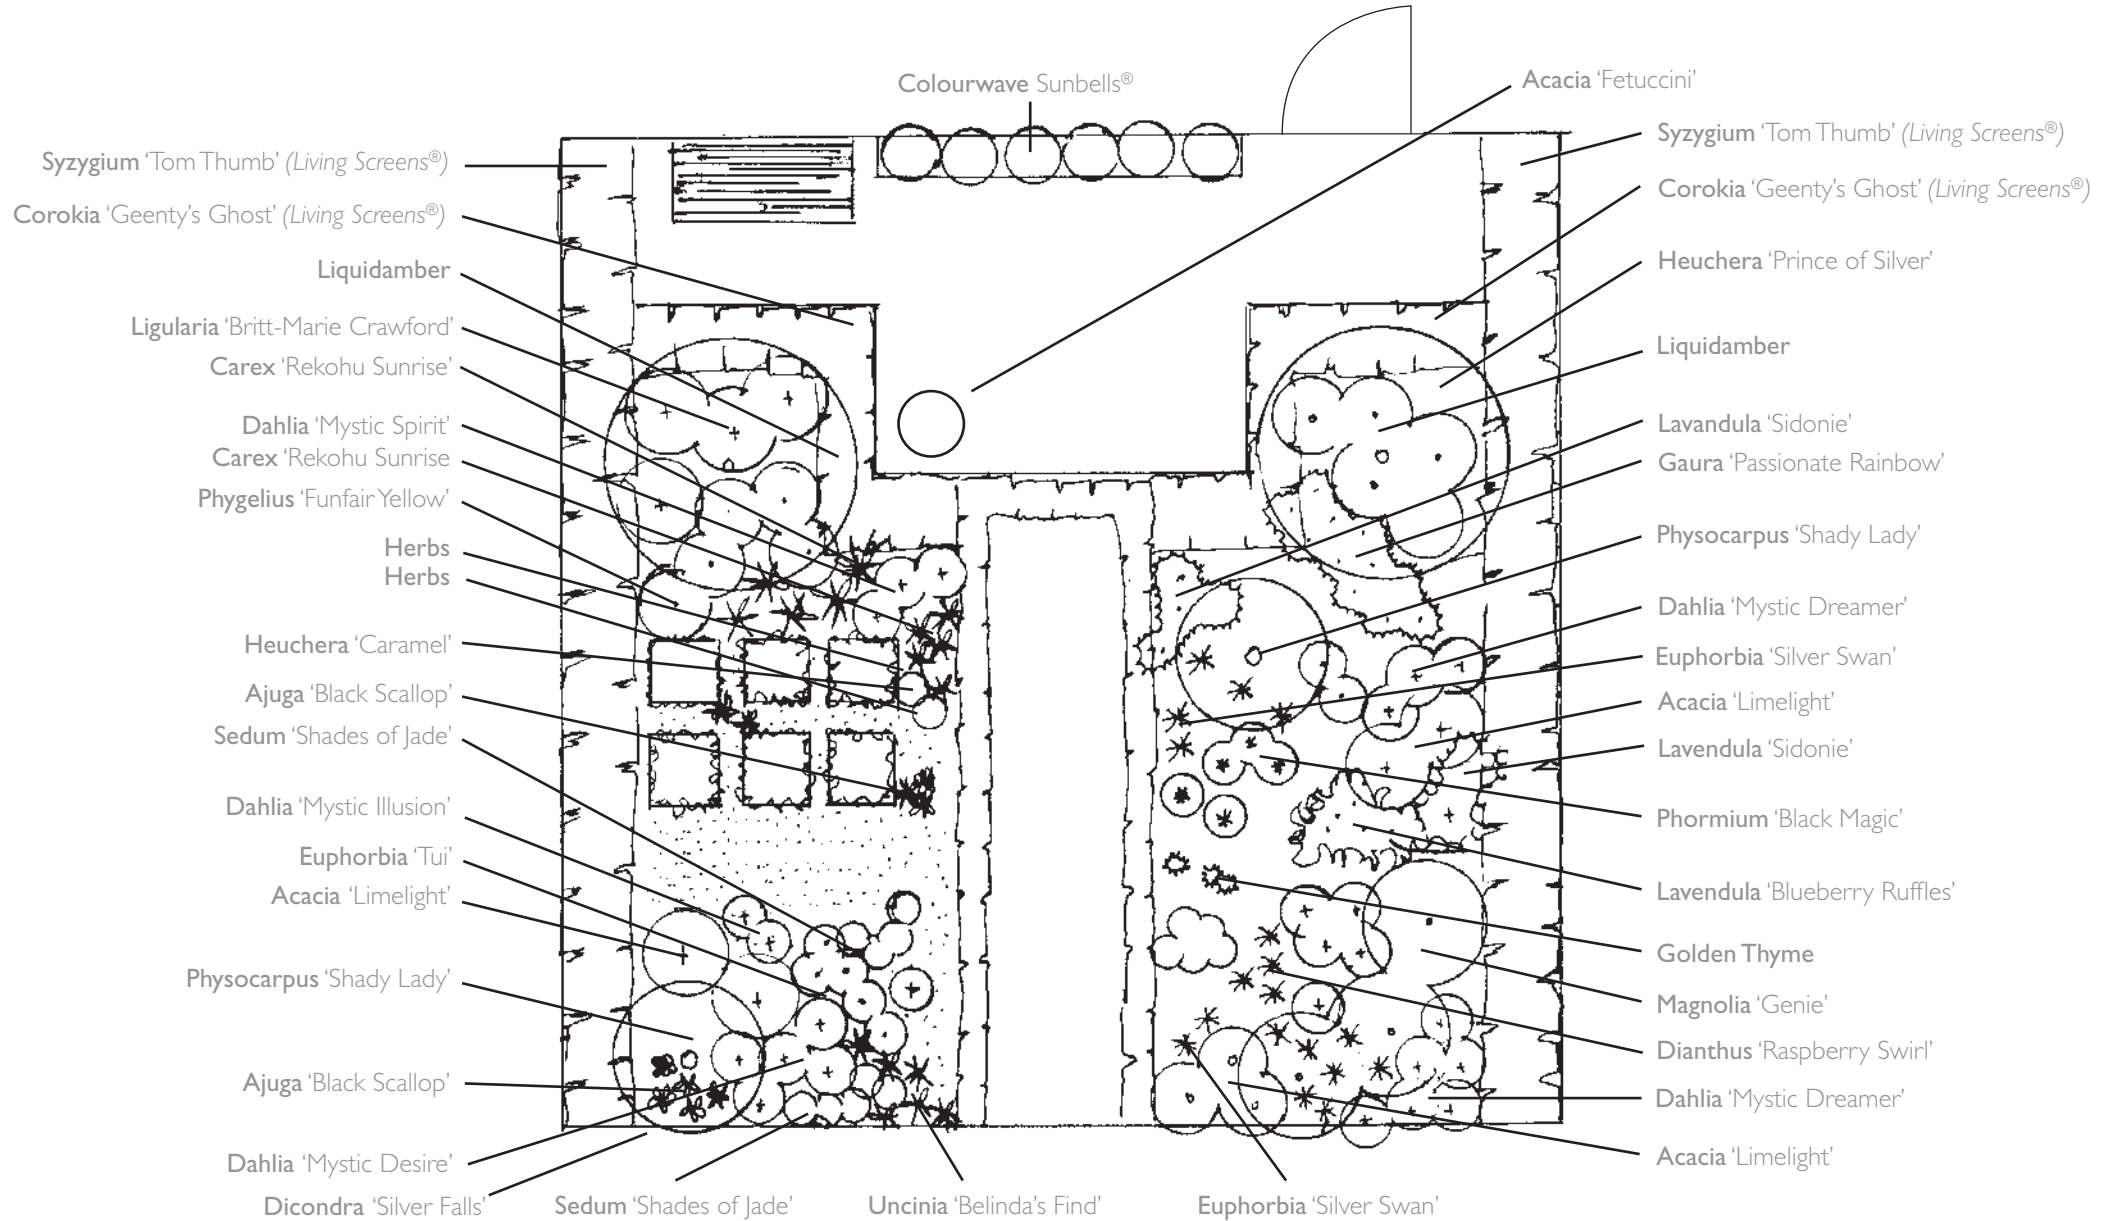 Colourwave Sunbells®
Acacia ‘Fetuccini’
Syzygium ‘Tom Thumb’ (Living Screens®)
Corokia ‘Geenty’s Ghost’ (Living Screens®)
Liquidamber
Ligularia ‘Britt-Marie Crawford’
Carex ‘Rekohu Sunrise’
Dahlia ‘Mystic Spirit’
Carex ‘Rekohu Sunrise
Phygelius ‘Funfair Yellow’
Herbs
Herbs
Heuchera ‘Caramel’
Ajuga ‘Black Scallop’
Sedum ‘Shades of Jade’
Dahlia ‘Mystic Illusion’
Euphorbia ‘Tui’
Acacia ‘Limelight’
Physocarpus ‘Shady Lady’
Ajuga ‘Black Scallop’
Dahlia ‘Mystic Desire’
Dicondra ‘Silver Falls’
Sedum ‘Shades of Jade’
Uncinia ‘Belinda’s Find’
Euphorbia ‘Silver Swan’
Syzygium ‘Tom Thumb’ (Living Screens®)
Corokia ‘Geenty’s Ghost’ (Living Screens®)
Heuchera ‘Prince of Silver’
Liquidamber
Lavandula ‘Sidonie’
Gaura ‘Passionate Rainbow’
Physocarpus ‘Shady Lady’
Dahlia ‘Mystic Dreamer’
Euphorbia ‘Silver Swan’
Acacia ‘Limelight’
Lavendula ‘Sidonie’
Phormium ‘Black Magic’
Lavendula ‘Blueberry Ruffles’
Golden Thyme
Magnolia ‘Genie’
Dianthus ‘Raspberry Swirl’
Dahlia ‘Mystic Dreamer’
Acacia ‘Limelight’